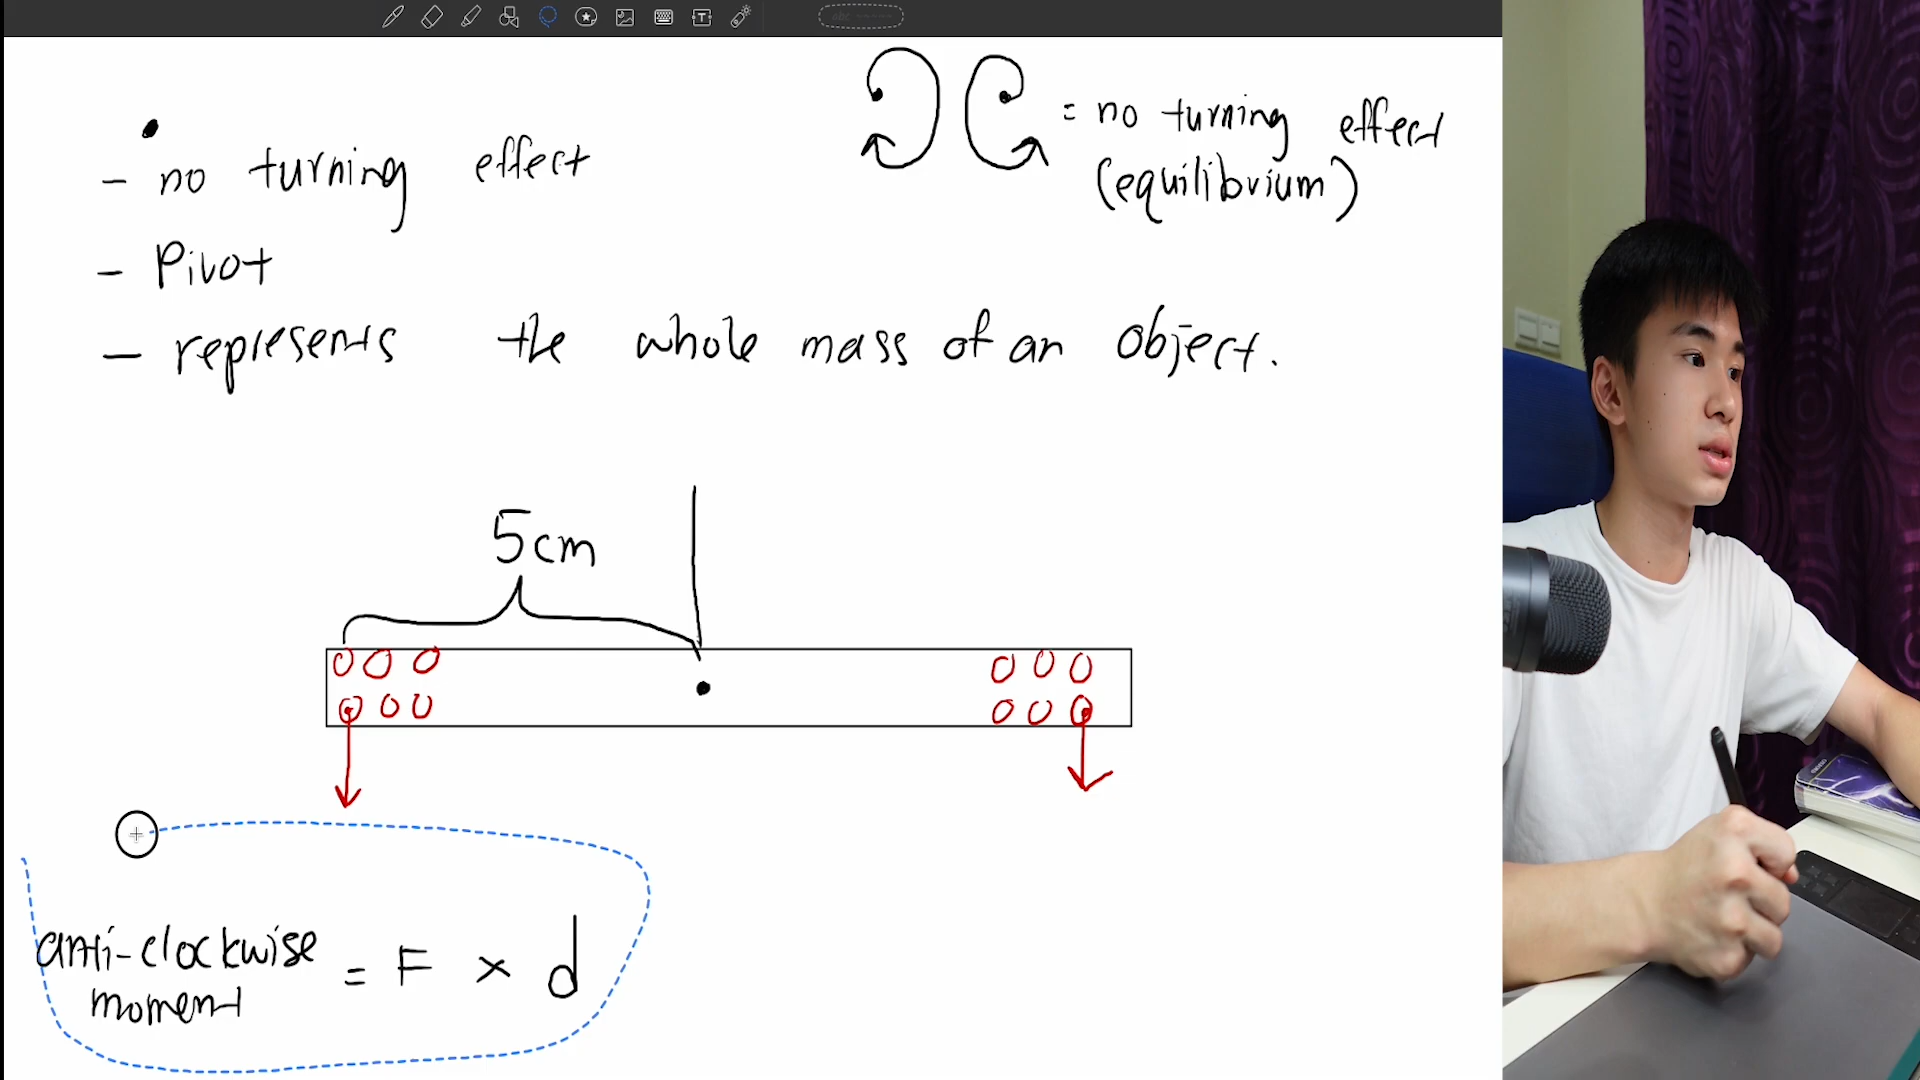 abc
= no turning effect
(equilibrium)
- no turning effect
- Pivot
- represents the whole mass of an object.
5cm
anti-clockwise moment = F × d